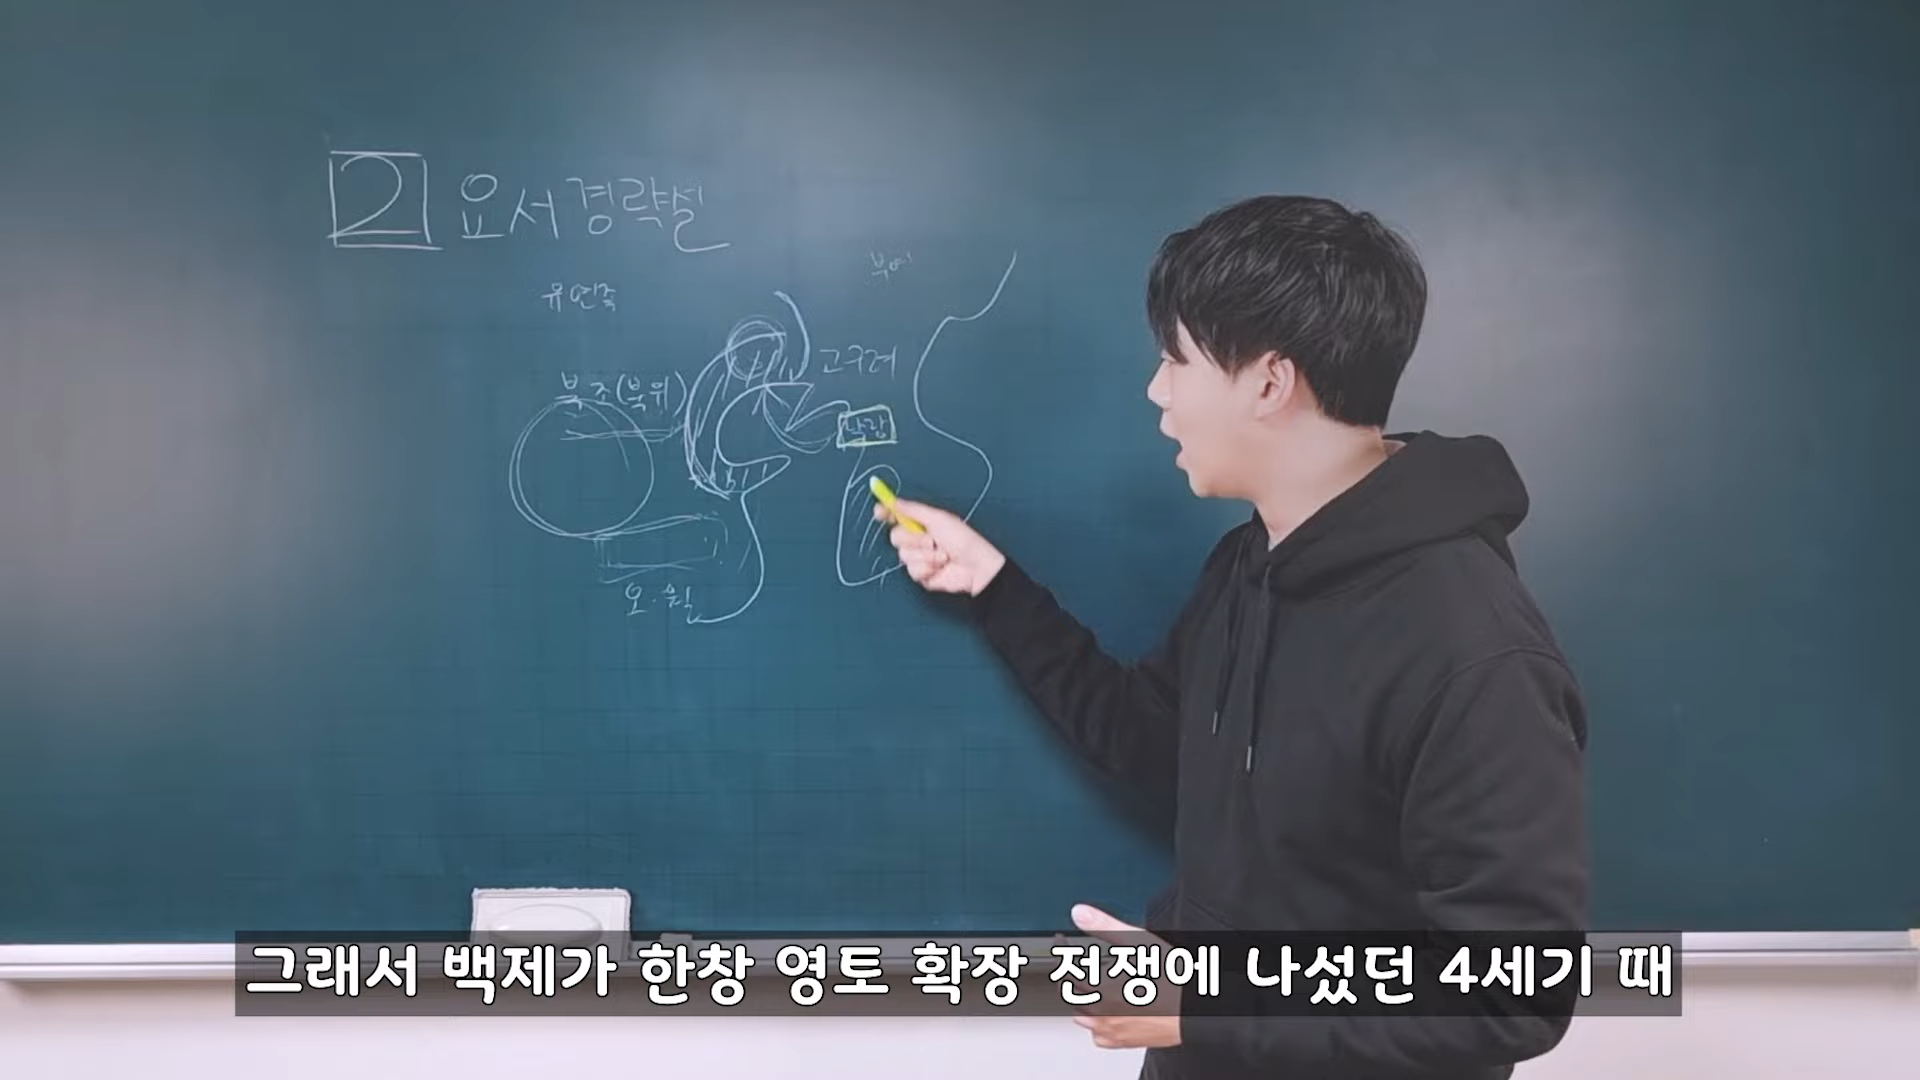 2 요서경략설
부여
유연족
고구려
북조(북위)
낙랑
오·월
그래서 백제가 한창 영토 확장 전쟁에 나섰던 4세기 때